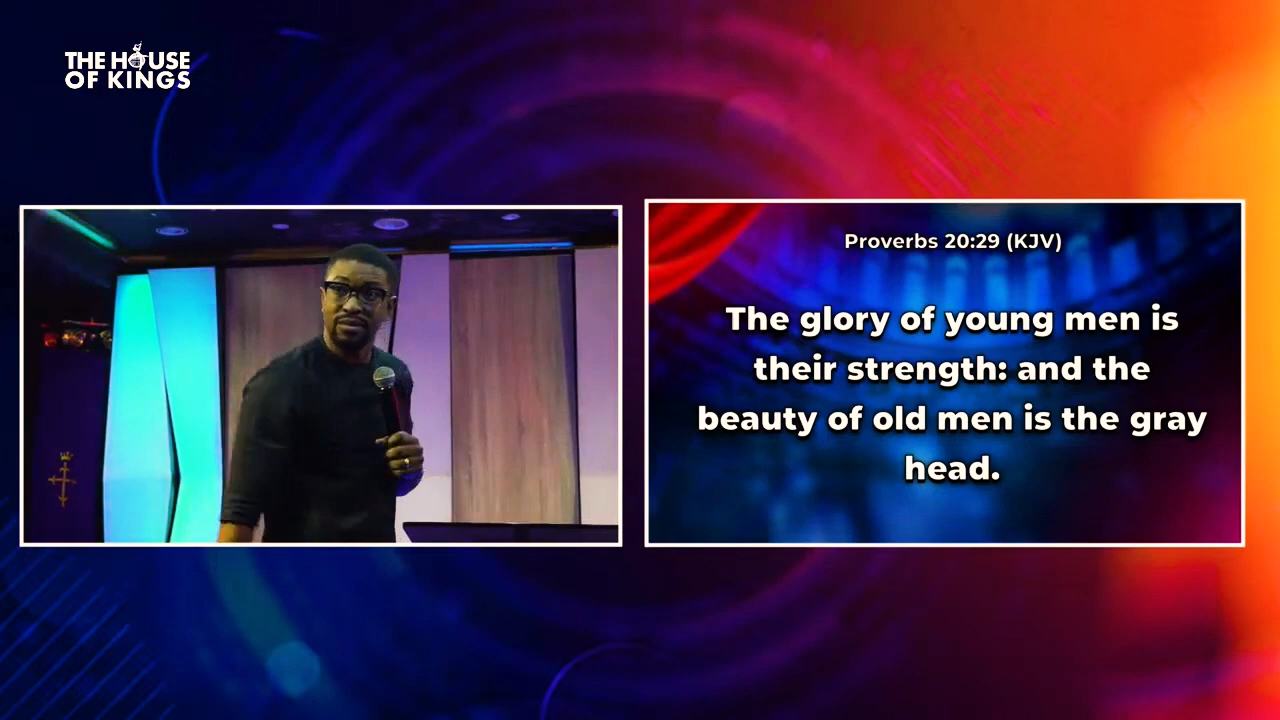 THE HOUSE
OF KINGS
Proverbs 20:29 (KJV)
The glory of young men is
their strength: and the
beauty of old men is the gray
head.